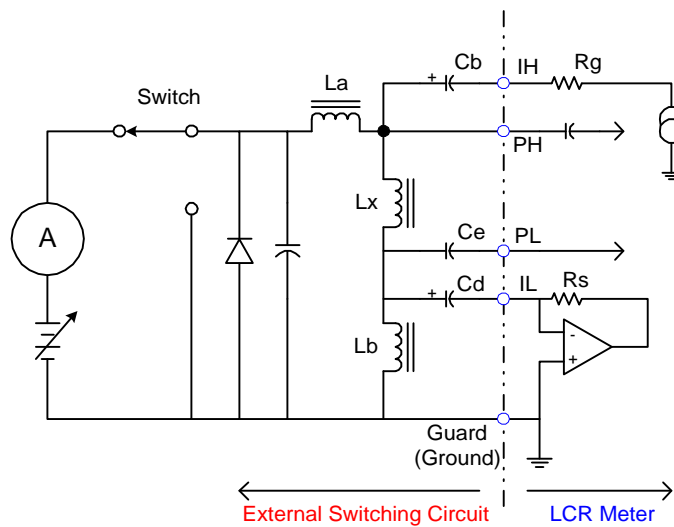 Cb
IH
Rg
La
Switch
PH
A
Lx
Ce
PL
Cd
IL
Rs
+
+
-
+
Lb
Guard
(Ground)
External Switching Circuit
LCR Meter